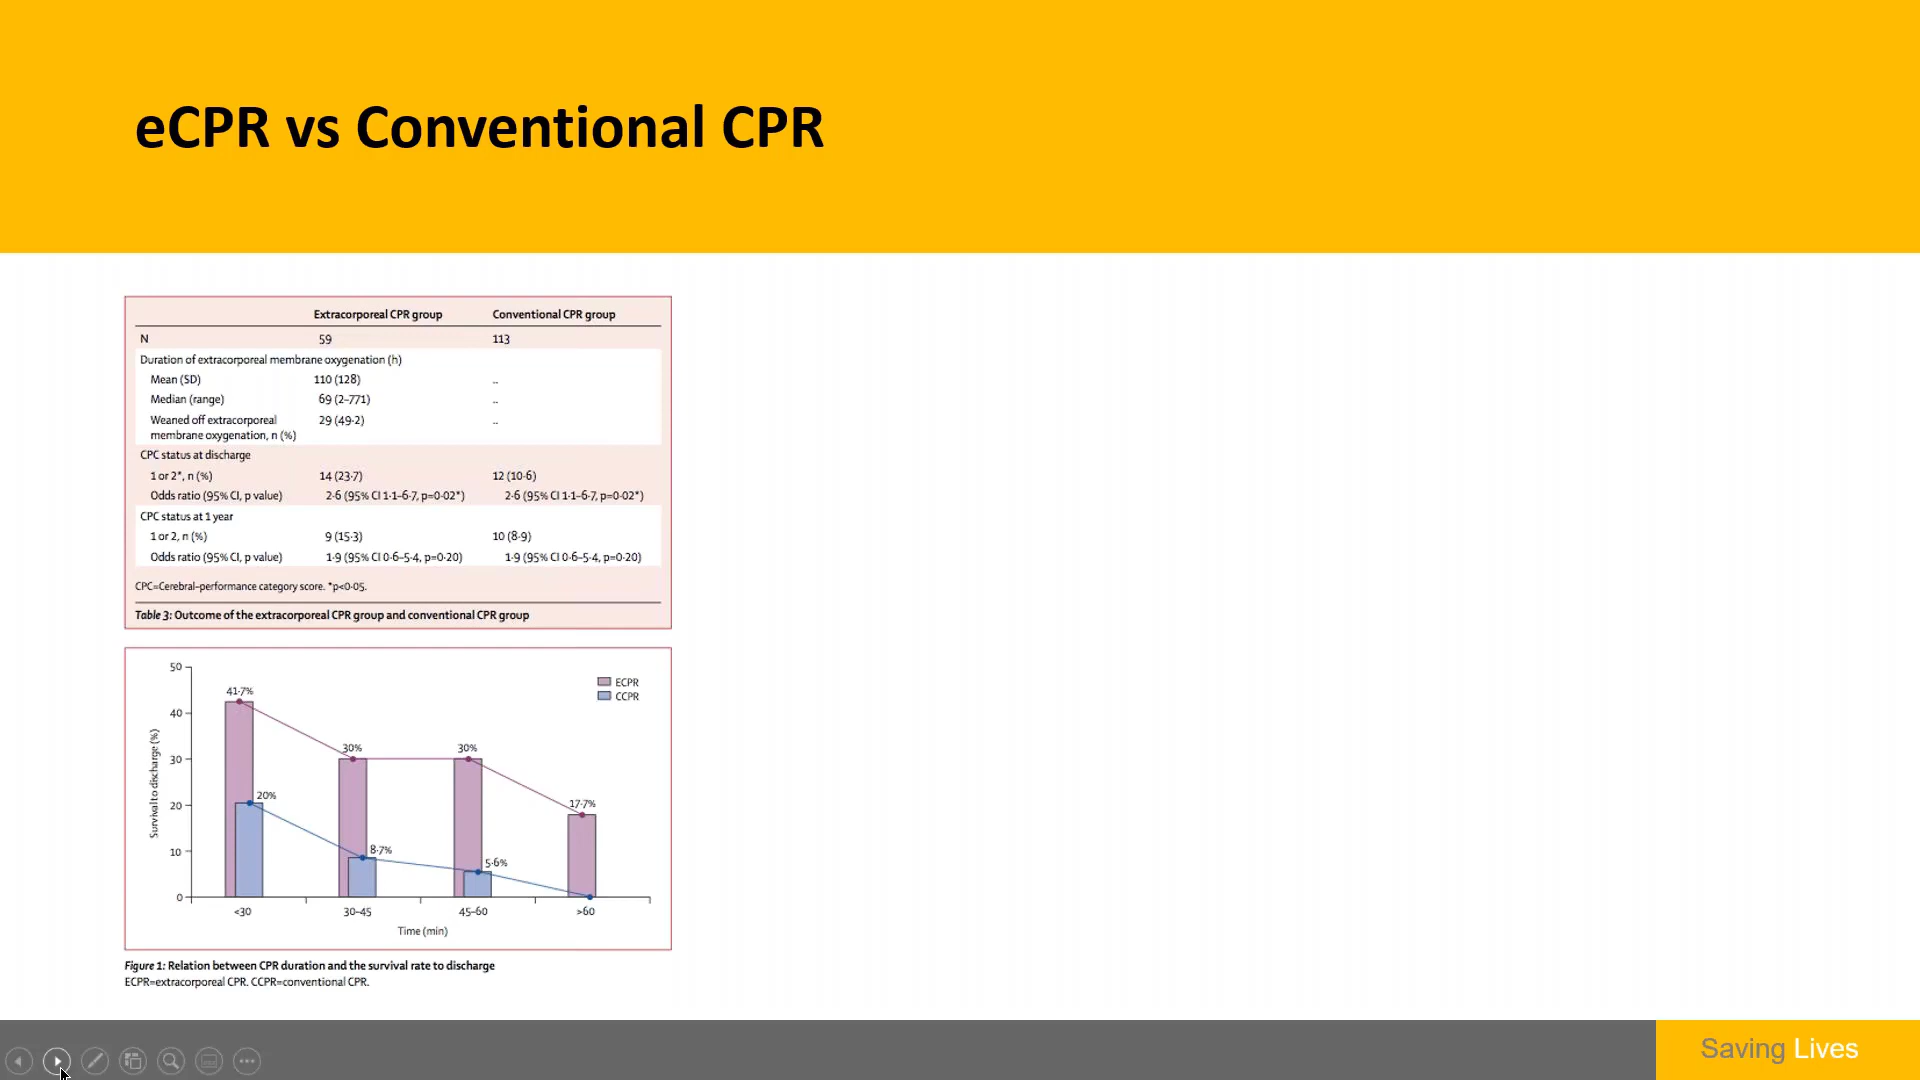 eCPR vs Conventional CPR
Extracorporeal CPR group Conventional CPR group
N 59 113
Duration of extracorporeal membrane oxygenation (h)
Mean (SD) 110 (128) ..
Median (range) 69 (2–771) ..
Weaned off extracorporeal 29 (49·2) ..
membrane oxygenation, n (%)
CPC status at discharge
1 or 2*, n (%) 14 (23·7) 12 (10·6)
Odds ratio (95% CI, p value) 2·6 (95% CI 1·1–6·7, p=0·02*) 2·6 (95% CI 1·1–6·7, p=0·02*)
CPC status at 1 year
1 or 2, n (%) 9 (15·3) 10 (8·9)
Odds ratio (95% CI, p value) 1·9 (95% CI 0·6–5·4, p=0·20) 1·9 (95% CI 0·6–5·4, p=0·20)
CPC=Cerebral-performance category score. *p<0·05.
Table 3: Outcome of the extracorporeal CPR group and conventional CPR group
50
40
30
20
10
0
Survival to discharge (%)
41·7%
20%
30%
8·7%
30%
5·6%
17·7%
ECPR
CCPR
<30 30–45 45–60 >60
Time (min)
Figure 1: Relation between CPR duration and the survival rate to discharge
ECPR=extracorporeal CPR. CCPR=conventional CPR.
Saving Lives